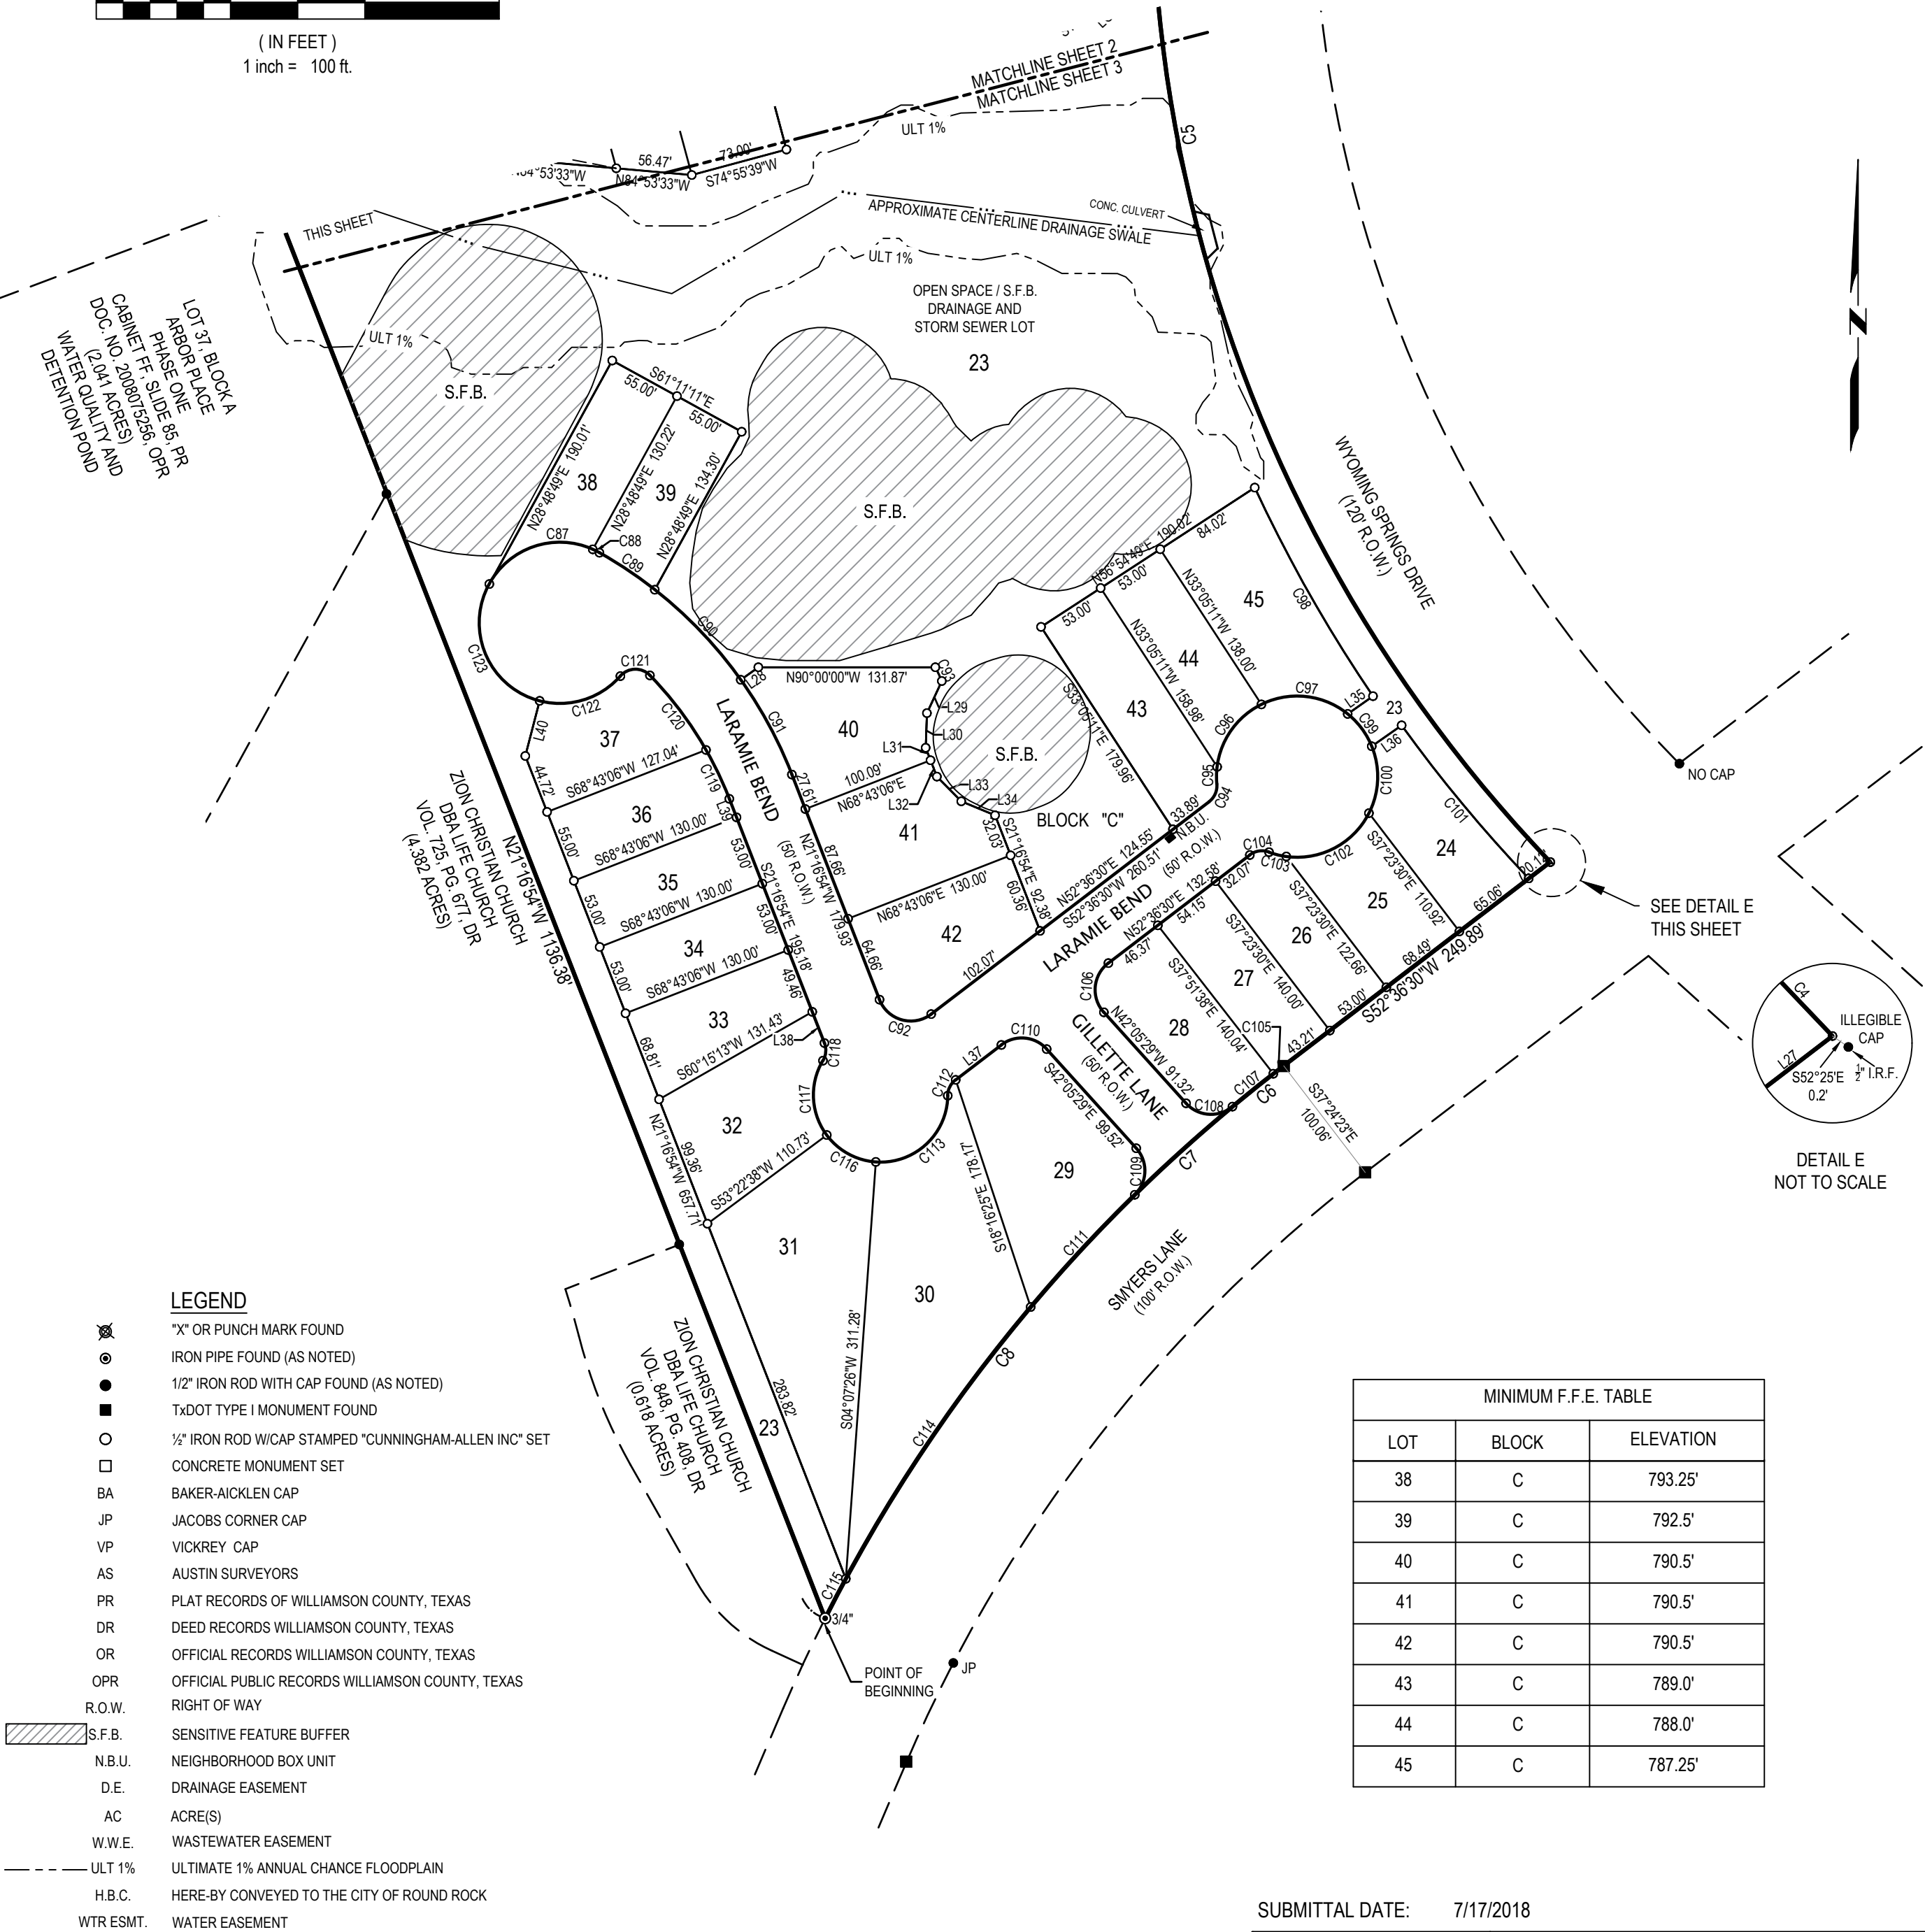 ( IN FEET )
1 inch = 100 ft.
MATCHLINE SHEET 2
MATCHLINE SHEET 3
THIS SHEET
56.47'
N84°53'33"W
73.00'
S74°55'39"W
ULT 1%
APPROXIMATE CENTERLINE DRAINAGE SWALE
CONC. CULVERT
ULT 1%
C5
OPEN SPACE / S.F.B.
DRAINAGE AND
STORM SEWER LOT
23
ULT 1%
S.F.B.
LOT 37, BLOCK A
ARBOR PLACE
PHASE ONE
CABINET FF, SLIDE 85, PR
DOC. NO. 2008075256, OPR
(2.041 ACRES)
WATER QUALITY AND
DETENTION POND
N
WYOMING SPRINGS DRIVE
(120' R.O.W.)
S61°11'11"E
55.00'
55.00'
N28°48'49"E 190.01'
38
N28°48'49"E 130.22'
39
N28°48'49"E 134.30'
C87
C88
C89
C90
S.F.B.
N56°54'49"E 190.02'
84.02'
53.00'
53.00'
45
C98
N33°05'11"W 138.00'
44
N33°05'11"W 158.98'
43
S33°05'11"E 179.96'
C97
C96
C95
C94
L35
23
C99
L36
C100
C101
NO CAP
C123
C121
C122
C120
L40
37
L28
N90°00'00"W 131.87'
C93
C91
40
L29
L30
L31
L32
L33
L34
S.F.B.
LARAMIE BEND
(50' R.O.W.)
44.72'
S68°43'06"W 127.04'
C119
L39
27.61'
100.09'
N68°43'06"E
41
32.03'
S21°16'54"E 92.38'
60.36'
BLOCK "C"
33.89'
N.B.U.
36
55.00'
S68°43'06"W 130.00'
53.00'
35
53.00'
S68°43'06"W 130.00'
S21°16'54"E 195.18'
53.00'
34
53.00'
S68°43'06"W 130.00'
49.46'
33
68.81'
S60°15'13"W 131.43'
L38
C118
N21°16'54"W 179.93'
87.66'
64.66'
N68°43'06"E 130.00'
42
102.07'
C92
N52°36'30"E 124.55'
S52°36'30"W 260.51'
LARAMIE BEND
(50' R.O.W.)
N52°36'30"E 132.58'
32.07'
54.15'
46.37'
C104
C103
C102
24
S37°23'30"E 110.92'
25
S37°23'30"E 122.66'
26
S37°23'30"E 140.00'
27
S37°51'38"E 140.04'
28
C105
C106
N42°05'29"W 91.32'
C107
C108
C6
43.21'
53.00'
68.49'
65.06'
20.14'
S52°36'30"W 249.89'
SEE DETAIL E
THIS SHEET
S37°24'23"E
100.06'
C4
ILLEGIBLE
CAP
L27
S52°25'E
0.2'
½" I.R.F.
DETAIL E
NOT TO SCALE
ZION CHRISTIAN CHURCH
DBA LIFE CHURCH
VOL. 725, PG. 677, DR
(4.382 ACRES)
N21°16'54"W 1136.38'
GILLETTE LANE
(50' R.O.W.)
C110
L37
C112
C117
C116
C113
S42°05'29"E 99.52'
C109
29
S18°16'25"E 178.17'
C7
C111
32
99.36'
N21°16'54"W 657.71'
S53°22'38"W 110.73'
31
30
S04°07'26"W 311.28'
283.82'
23
C8
C114
C115
SMYERS LANE
(100' R.O.W.)
ZION CHRISTIAN CHURCH
DBA LIFE CHURCH
VOL. 848, PG. 408, DR
(0.618 ACRES)
3/4"
POINT OF
BEGINNING
JP
LEGEND
"X" OR PUNCH MARK FOUND
IRON PIPE FOUND (AS NOTED)
1/2" IRON ROD WITH CAP FOUND (AS NOTED)
TxDOT TYPE I MONUMENT FOUND
½" IRON ROD W/CAP STAMPED "CUNNINGHAM-ALLEN INC" SET
CONCRETE MONUMENT SET
BA BAKER-AICKLEN CAP
JP JACOBS CORNER CAP
VP VICKREY CAP
AS AUSTIN SURVEYORS
PR PLAT RECORDS OF WILLIAMSON COUNTY, TEXAS
DR DEED RECORDS WILLIAMSON COUNTY, TEXAS
OR OFFICIAL RECORDS WILLIAMSON COUNTY, TEXAS
OPR OFFICIAL PUBLIC RECORDS WILLIAMSON COUNTY, TEXAS
R.O.W. RIGHT OF WAY
S.F.B. SENSITIVE FEATURE BUFFER
N.B.U. NEIGHBORHOOD BOX UNIT
D.E. DRAINAGE EASEMENT
AC ACRE(S)
W.W.E. WASTEWATER EASEMENT
ULT 1% ULTIMATE 1% ANNUAL CHANCE FLOODPLAIN
H.B.C. HERE-BY CONVEYED TO THE CITY OF ROUND ROCK
WTR ESMT. WATER EASEMENT
MINIMUM F.F.E. TABLE
LOT BLOCK ELEVATION
38 C 793.25'
39 C 792.5'
40 C 790.5'
41 C 790.5'
42 C 790.5'
43 C 789.0'
44 C 788.0'
45 C 787.25'
SUBMITTAL DATE: 7/17/2018